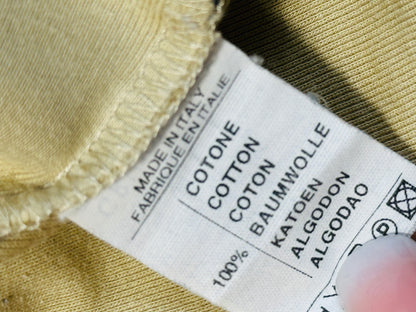 MADE IN ITALY
FABRIQUE EN ITALIE
COTONE
COTTON
COTON
BAUMWOLLE
KATOEN
ALGODON
ALGODAO
100%
P